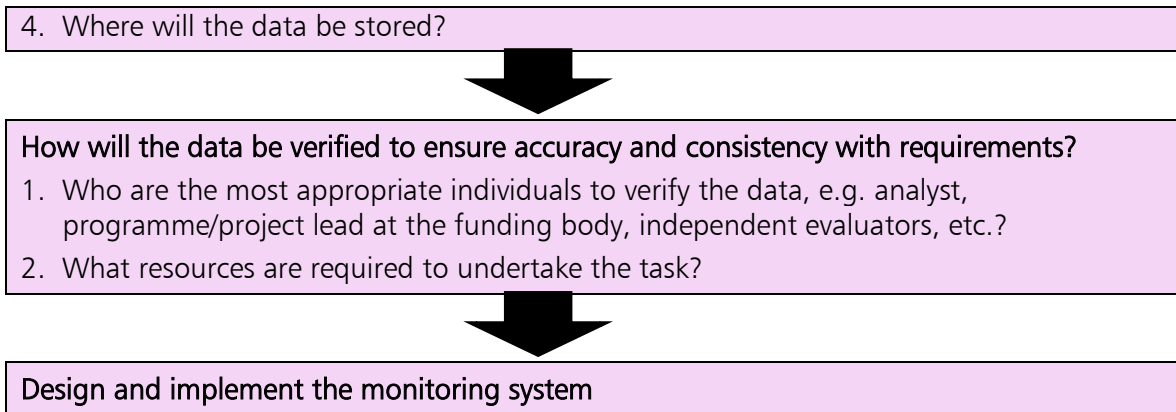 4. Where will the data be stored?
How will the data be verified to ensure accuracy and consistency with requirements?
1. Who are the most appropriate individuals to verify the data, e.g. analyst,
programme/project lead at the funding body, independent evaluators, etc.?
2. What resources are required to undertake the task?
Design and implement the monitoring system